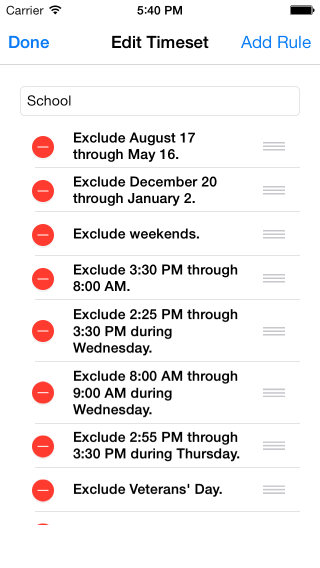 Carrier 5:40 PM
Done Edit Timeset Add Rule
School
Exclude August 17
through May 16.
Exclude December 20
through January 2.
Exclude weekends.
Exclude 3:30 PM through
8:00 AM.
Exclude 2:25 PM through
3:30 PM during
Wednesday.
Exclude 8:00 AM through
9:00 AM during
Wednesday.
Exclude 2:55 PM through
3:30 PM during Thursday.
Exclude Veterans' Day.